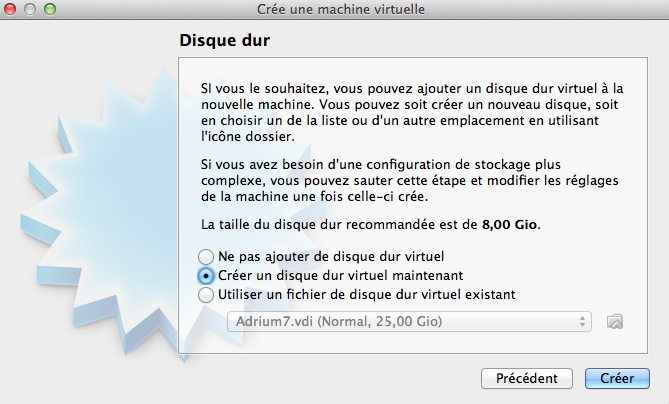 Crée une machine virtuelle
Disque dur
SI vous le souhaitez, vous pouvez ajouter un disque dur virtuel à la
nouvelle machine. Vous pouvez soit créer un nouveau disque, soit
en choisir un de la liste ou d'un autre emplacement en utilisant
l'icône dossier.
Si vous avez besoin d'une configuration de stockage plus
complexe, vous pouvez sauter cette étape et modifier les réglages
de la machine une fois celle-ci crée.
La taille du disque dur recommandée est de 8,00 Gio.
Ne pas ajouter de disque dur virtuel
Créer un disque dur virtuel maintenant
Utiliser un fichier de disque dur virtuel existant
Adrium7.vdi (Normal, 25,00 Gio)
Précédent
Créer